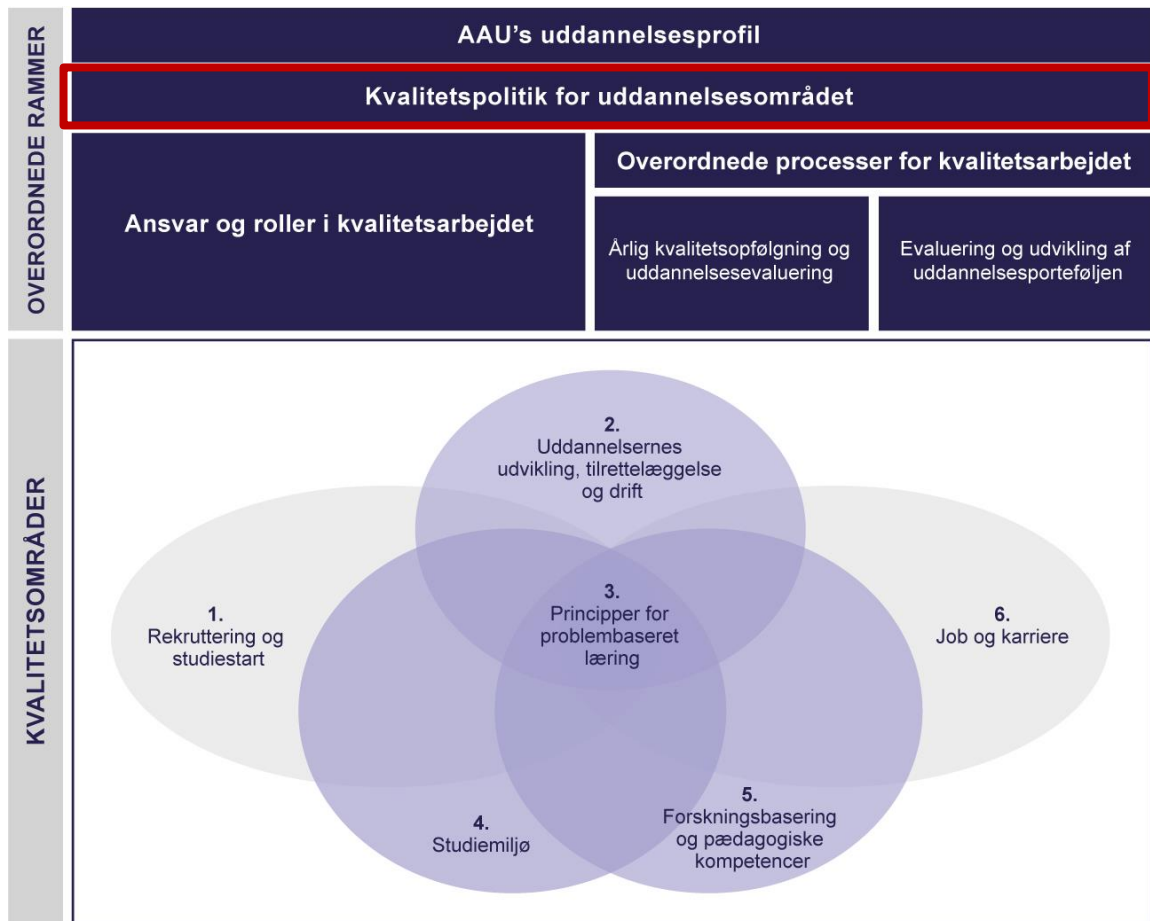 OVERORDNEDE RAMMER
AAU's uddannelsesprofil
Kvalitetspolitik for uddannelsesområdet
Ansvar og roller i kvalitetsarbejdet
Overordnede processer for kvalitetsarbejdet
Årlig kvalitetsopfølgning og
uddannelsesevaluering
Evaluering og udvikling af
uddannelsesporteføljen
KVALITETSOMRÅDER
1.
Rekruttering og
studiestart
2.
Uddannelsernes
udvikling, tilrettelæggelse
og drift
3.
Principper for
problembaseret
læring
4.
Studiemiljø
5.
Forskningsbasering
og pædagogiske
kompetencer
6.
Job og karriere